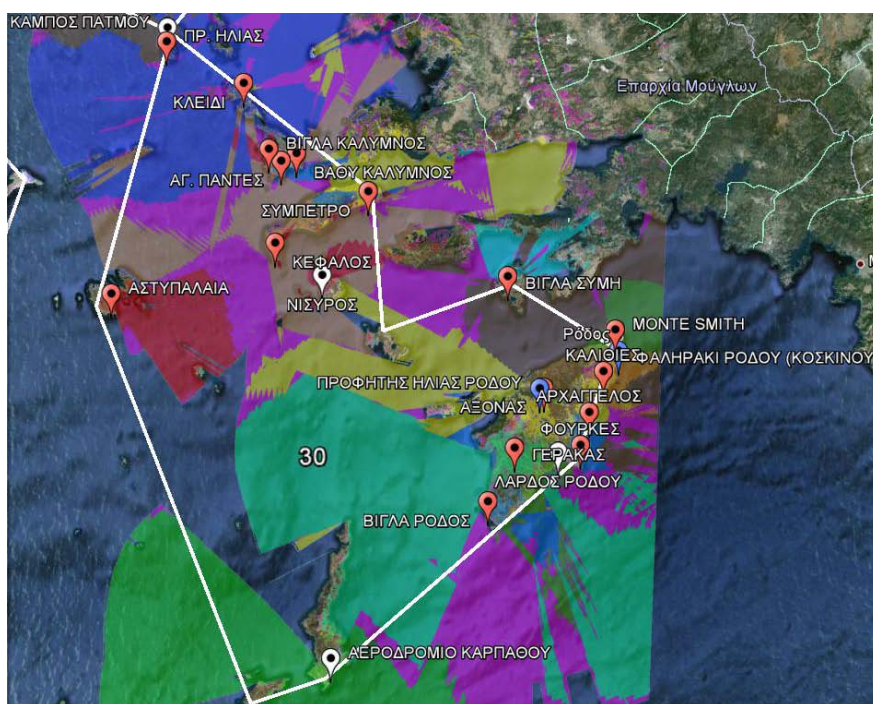 ΚΑΜΠΟΣ ΠΑΤΜΟΥ
ΠΡ. ΗΛΙΑΣ
Επαρχία Μούγλων
ΚΛΕΙΔΙ
ΒΙΓΛΑ ΚΑΛΥΜΝΟΣ
ΑΓ. ΠΑΝΤΕΣ
ΒΑΘΥ ΚΑΛΥΜΝΟΣ
ΣΥΜΠΕΤΡΟ
ΚΕΦΑΛΟΣ
ΑΣΤΥΠΑΛΑΙΑ
ΒΙΓΛΑ ΣΥΜΗ
ΝΙΣΥΡΟΣ
MONTE SMITH
Ρόδος
ΚΑΛΙΘΙΕΣ
ΦΑΛΗΡΑΚΙ ΡΟΔΟΥ (ΚΟΣΚΙΝΟΥ
ΠΡΟΦΗΤΗΣ ΗΛΙΑΣ ΡΟΔΟΥ
ΑΡΧΑΓΓΕΛΟΣ
ΑΞΟΝΑΣ
ΦΟΥΡΚΕΣ
30
ΓΕΡΑΚΑΣ
ΛΑΡΔΟΣ ΡΟΔΟΥ
ΒΙΓΛΑ ΡΟΔΟΣ
ΑΕΡΟΔΡΟΜΙΟ ΚΑΡΠΑΘΟΥ